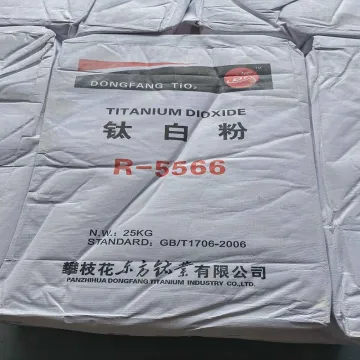 DONGFANG TiO₂
TITANIUM DIOXIDE
钛白粉
R-5566
N.W.: 25KG
STANDARD: GB/T1706-2006
攀枝花东方钛业有限公司
PANZHIHUA DONGFANG TITANIUM INDUSTRY CO.,LTD.